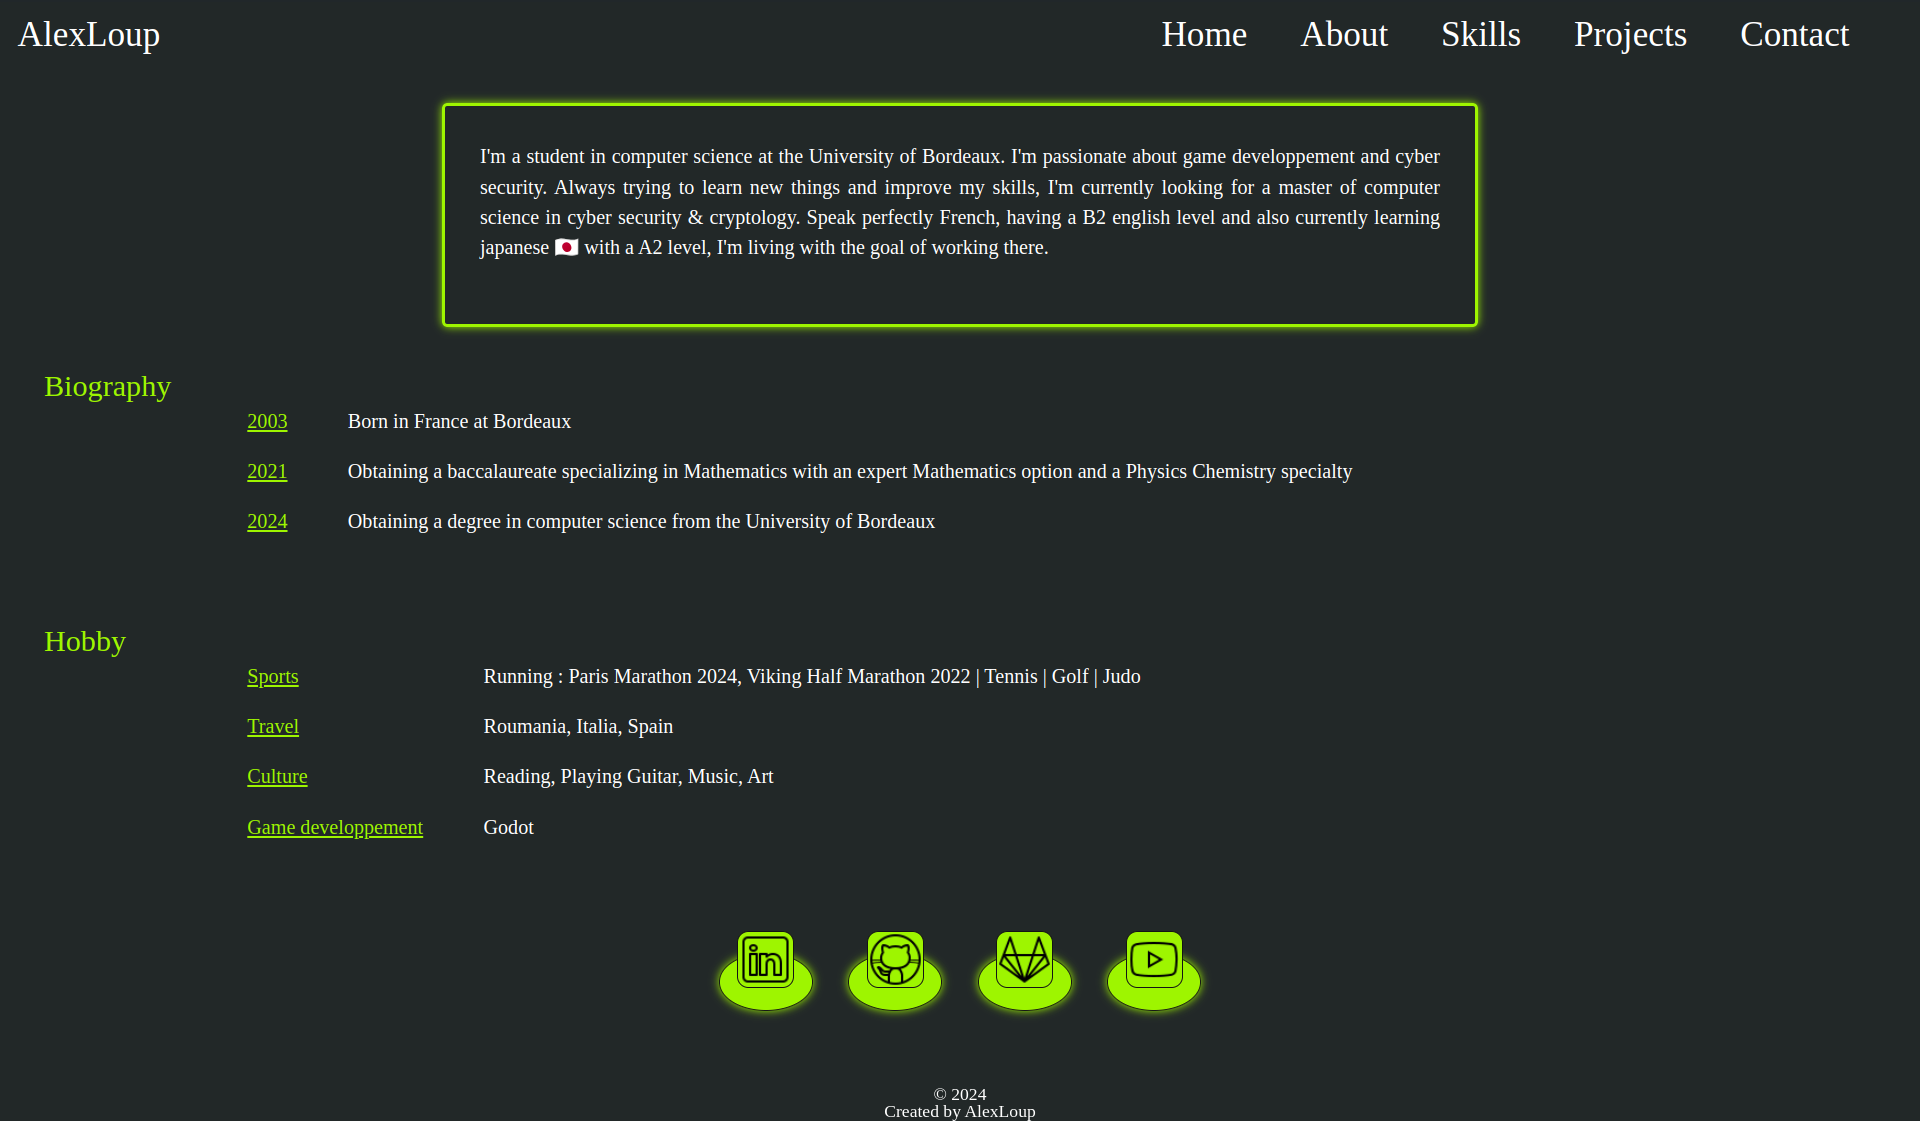 AlexLoup
Home About Skills Projects Contact
I'm a student in computer science at the University of Bordeaux. I'm passionate about game developpement and cyber
security. Always trying to learn new things and improve my skills, I'm currently looking for a master of computer
science in cyber security & cryptology. Speak perfectly French, having a B2 english level and also currently learning
japanese 🇯🇵 with a A2 level, I'm living with the goal of working there.
Biography
2003 Born in France at Bordeaux
2021 Obtaining a baccalaureate specializing in Mathematics with an expert Mathematics option and a Physics Chemistry specialty
2024 Obtaining a degree in computer science from the University of Bordeaux
Hobby
Sports Running : Paris Marathon 2024, Viking Half Marathon 2022 | Tennis | Golf | Judo
Travel Roumania, Italia, Spain
Culture Reading, Playing Guitar, Music, Art
Game developpement Godot
in
© 2024
Created by AlexLoup